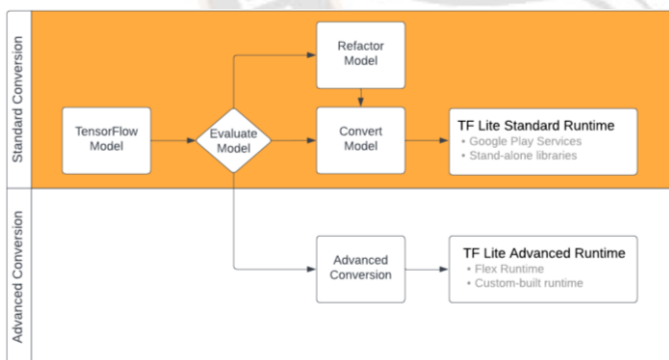 Standard Conversion
TensorFlow
Model
Evaluate
Model
Refactor
Model
Convert
Model
TF Lite Standard Runtime
• Google Play Services
• Stand-alone libraries
Advanced Conversion
Advanced
Conversion
TF Lite Advanced Runtime
• Flex Runtime
• Custom-built runtime